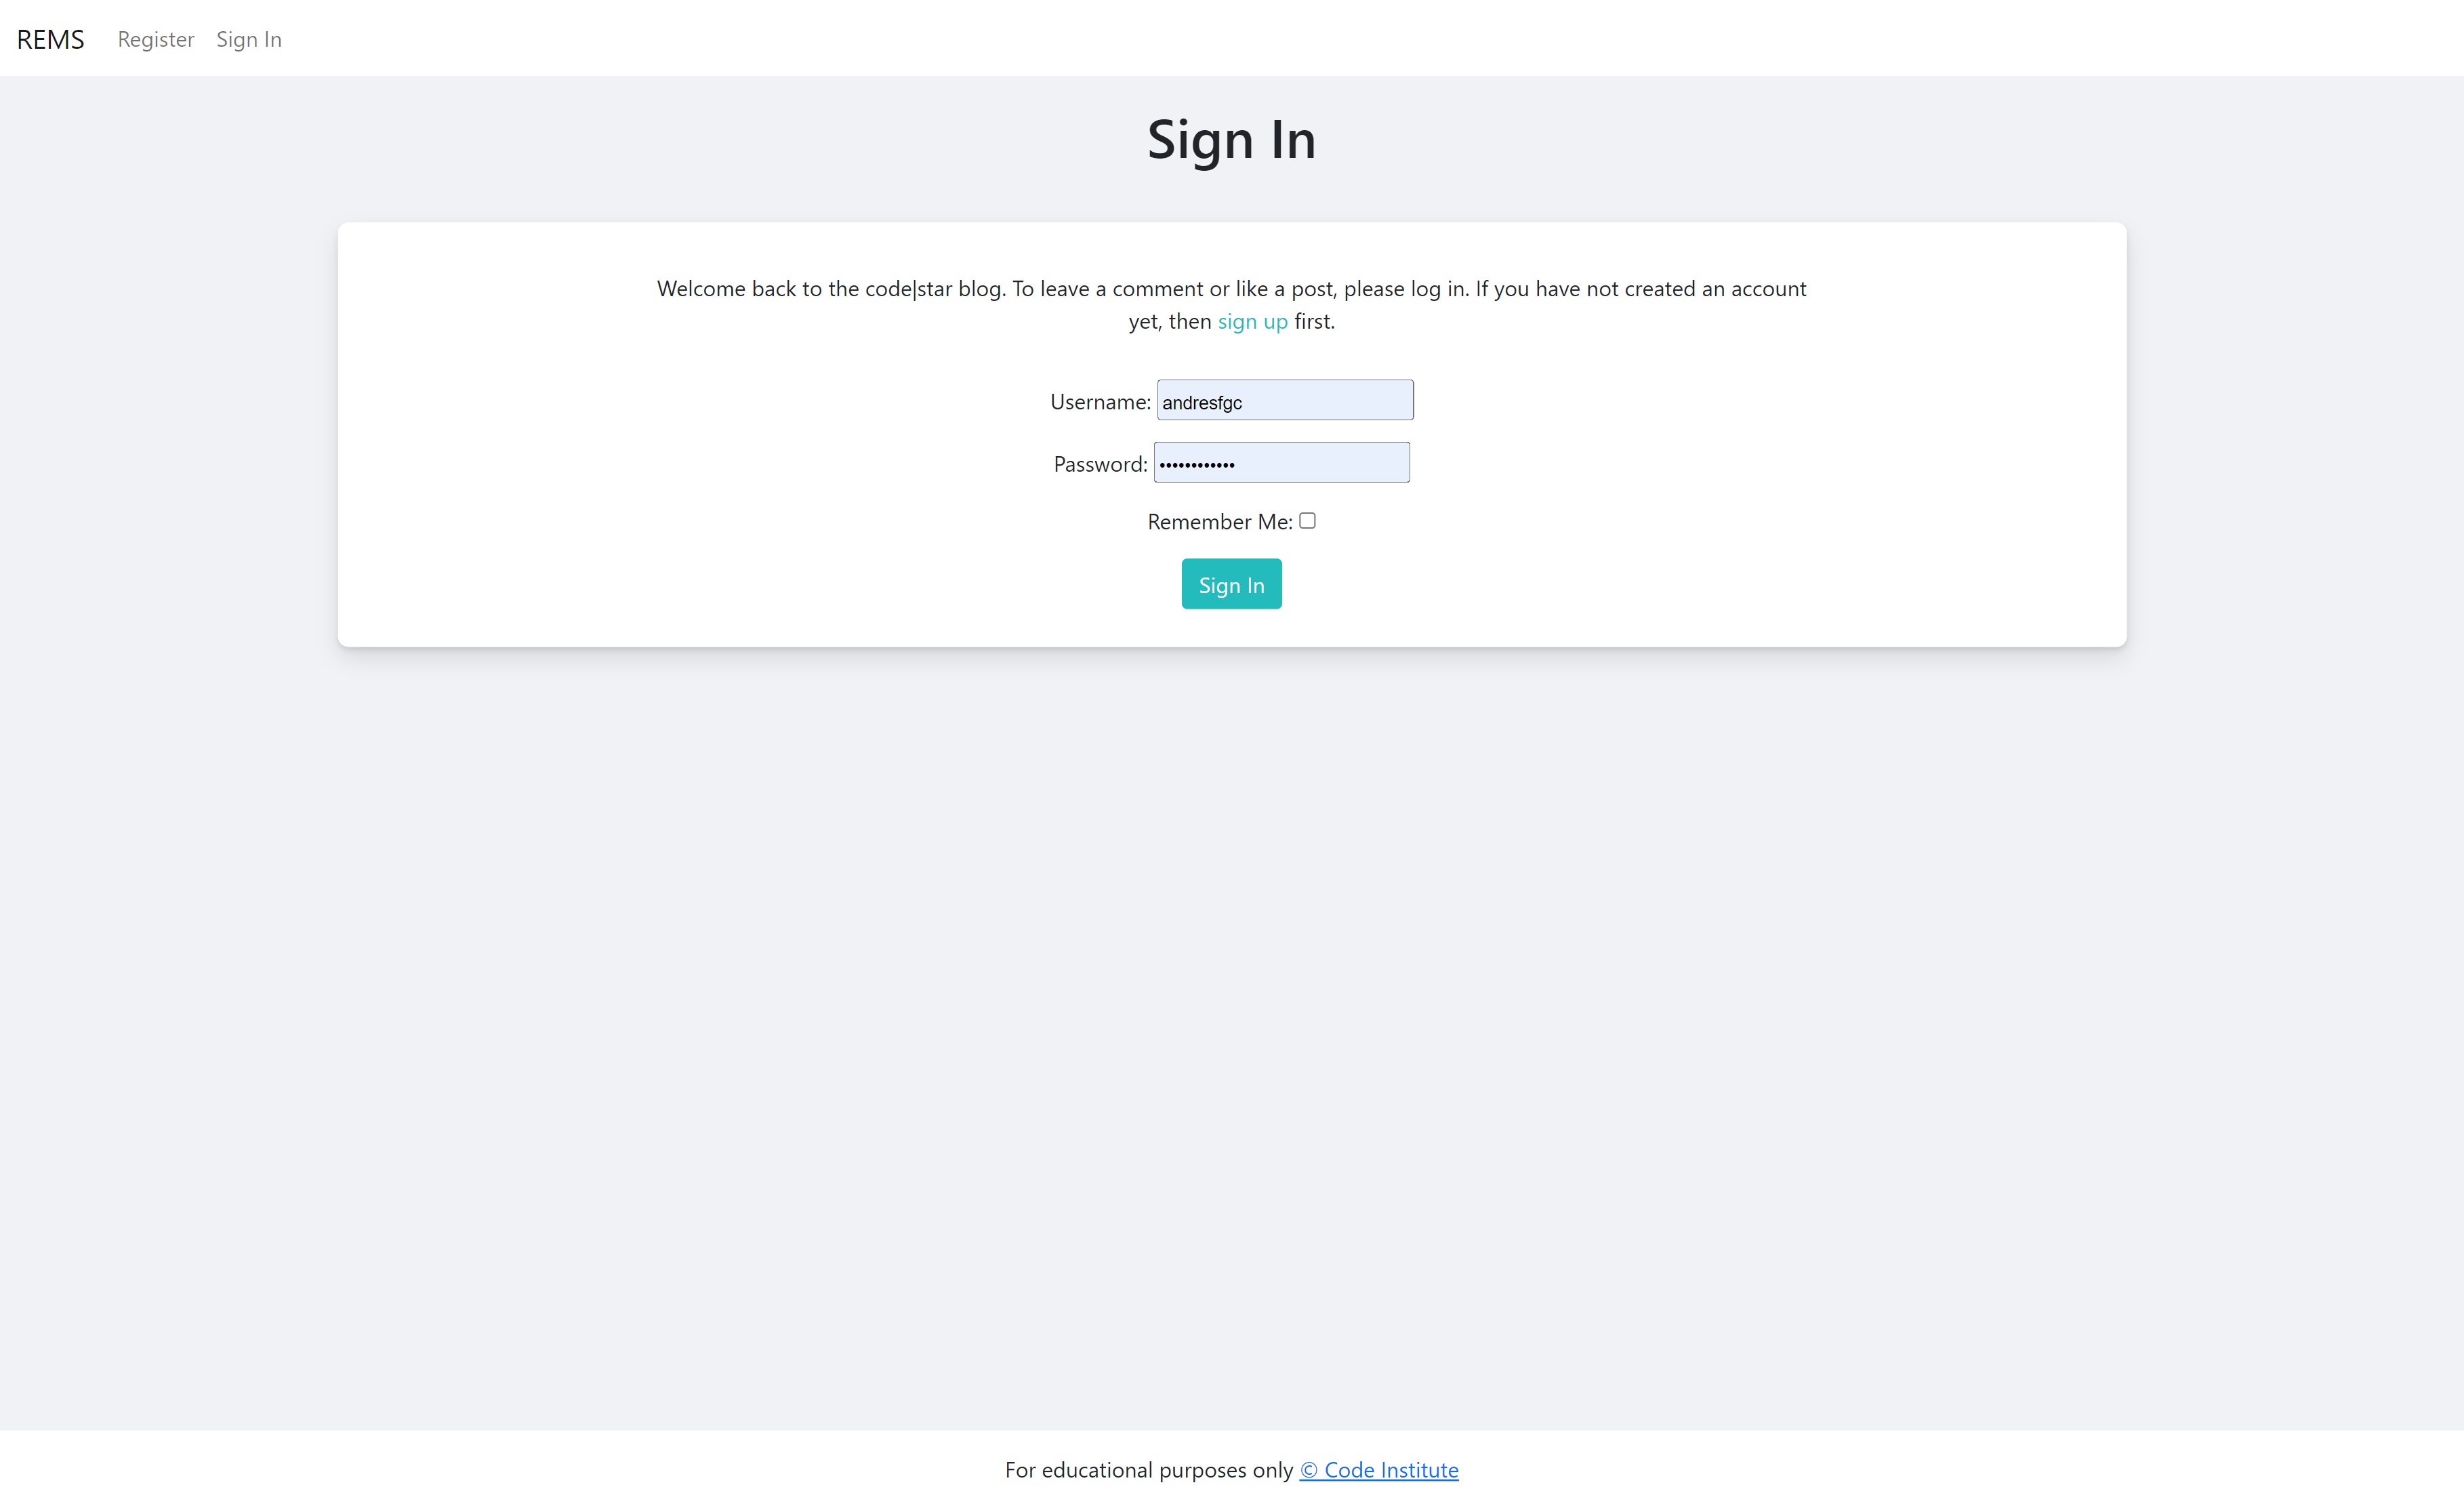 REMS Register Sign In
Sign In
Welcome back to the code|star blog. To leave a comment or like a post, please log in. If you have not created an account
yet, then sign up first.
Username: andresfgc
Password: ••••••••••••
Remember Me:
Sign In
For educational purposes only © Code Institute